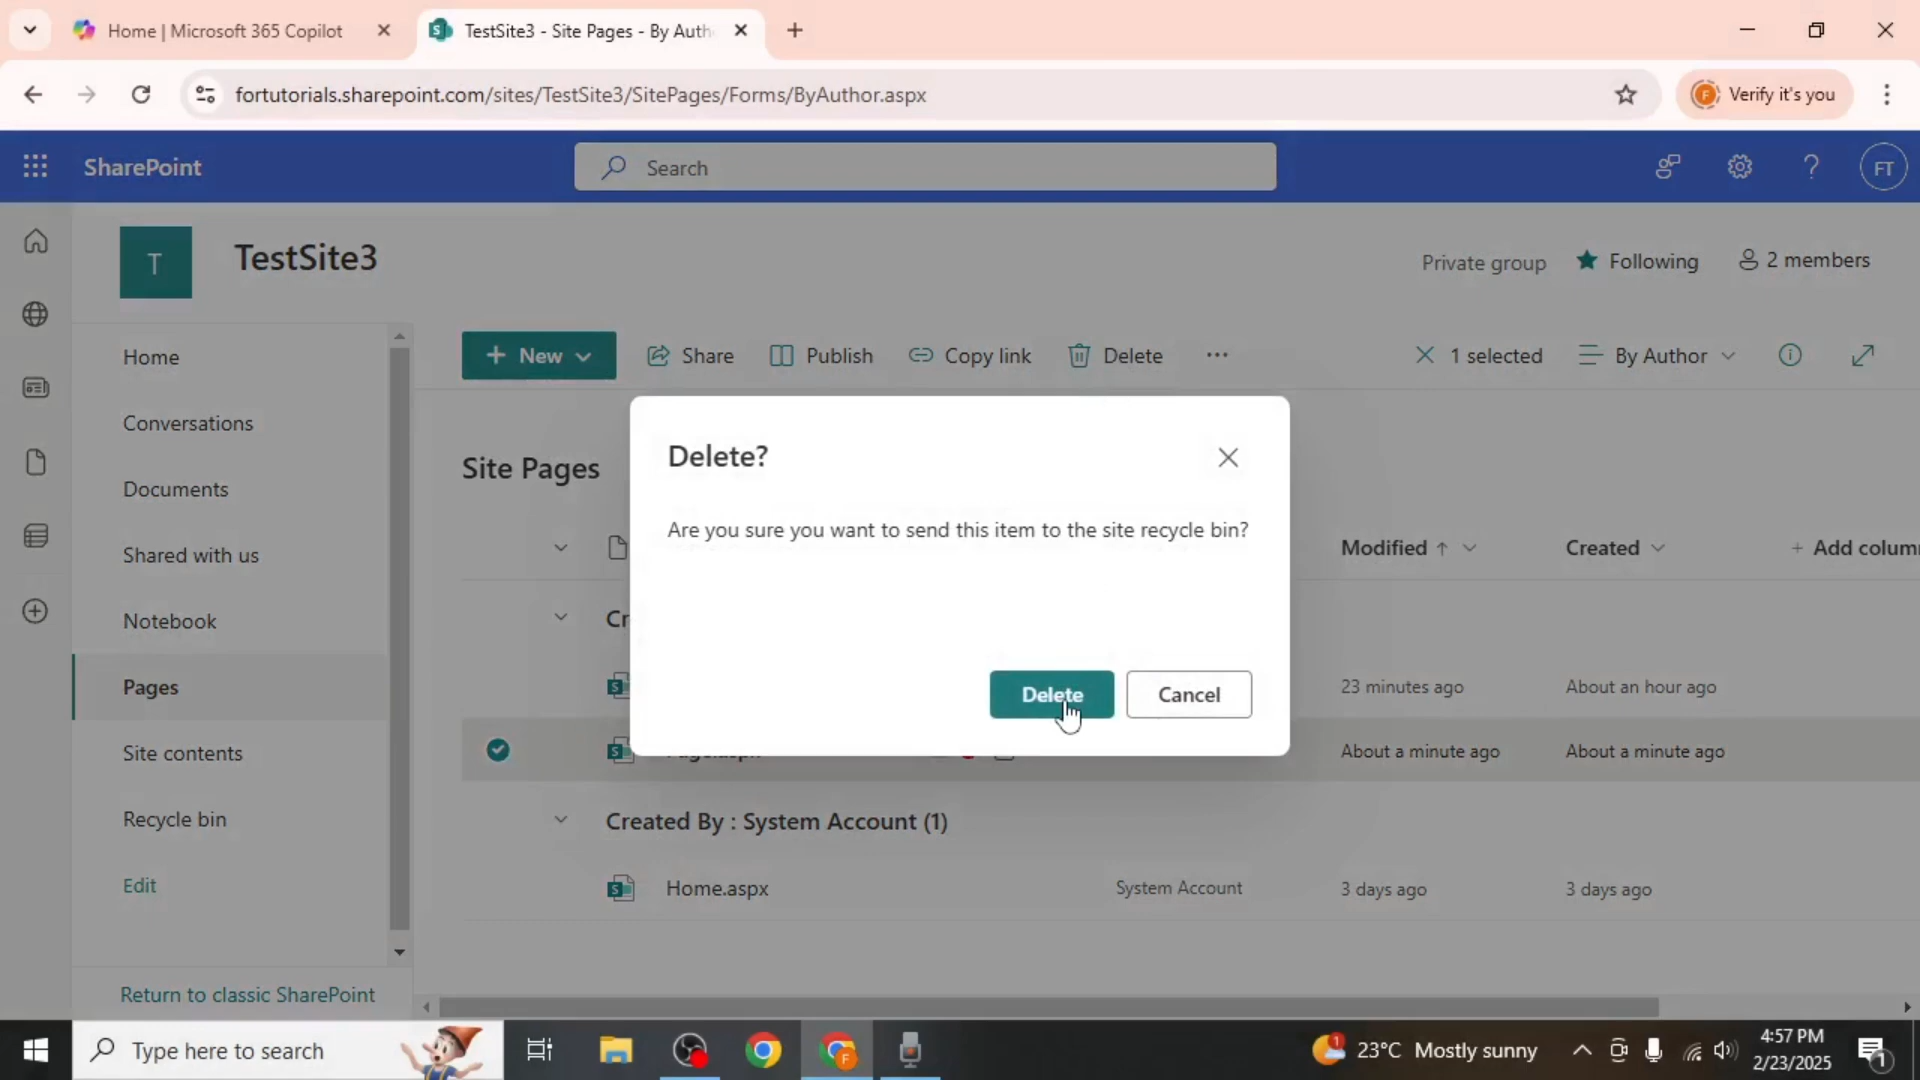 Home | Microsoft 365 Copilot
TestSite3 - Site Pages - By Auth
fortutorials.sharepoint.com/sites/TestSite3/SitePages/Forms/ByAuthor.aspx
F
Verify it's you
SharePoint
Search
FT
T
TestSite3
Private group
Following
2 members
Home
Conversations
Documents
Shared with us
Notebook
Pages
Site contents
Recycle bin
Edit
Return to classic SharePoint
New
Share
Publish
Copy link
Delete
1 selected
By Author
Site Pages
Modified
Created
Add colum
Cr
23 minutes ago
About an hour ago
About a minute ago
About a minute ago
Created By : System Account (1)
Home.aspx
System Account
3 days ago
3 days ago
Delete?
Are you sure you want to send this item to the site recycle bin?
Delete
Cancel
Type here to search
F
1
23°C Mostly sunny
4:57 PM
2/23/2025
1